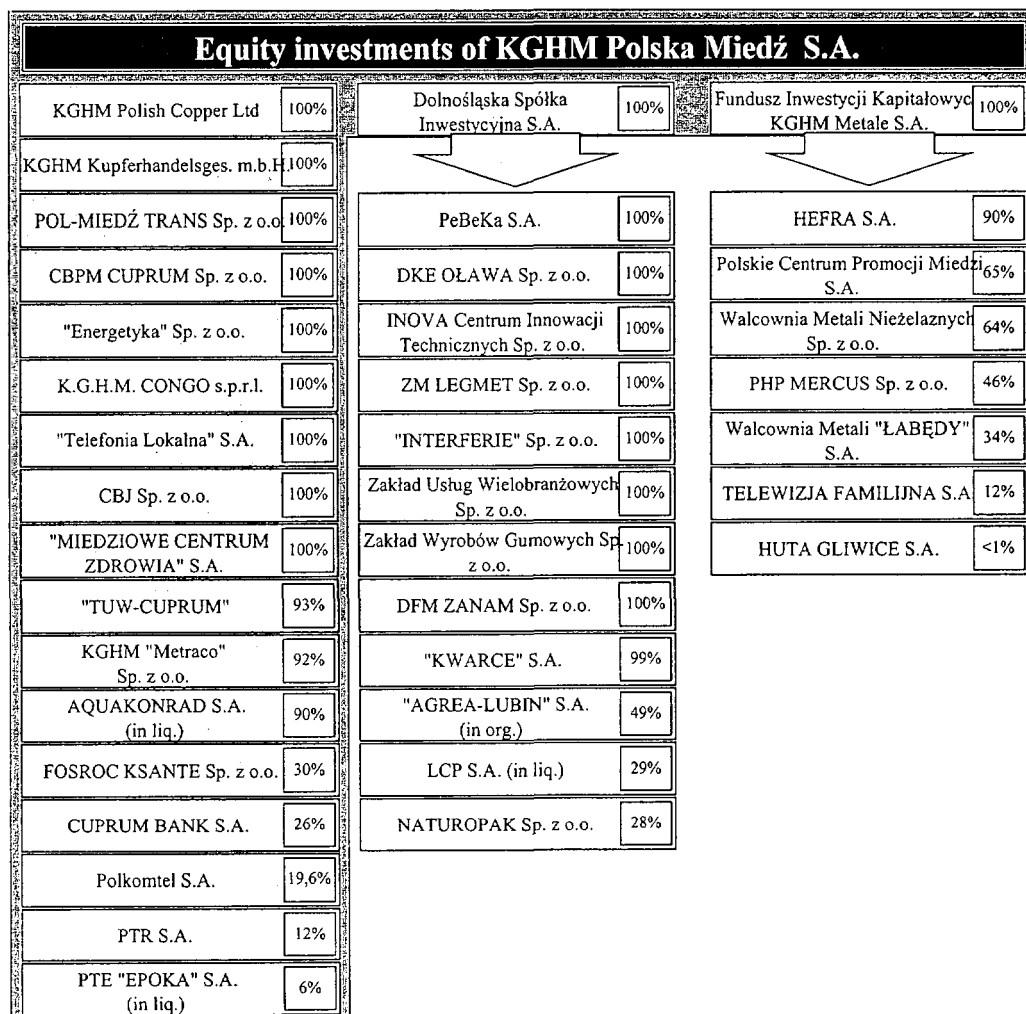 Equity investments of KGHM Polska Miedź S.A.
KGHM Polish Copper Ltd
100%
KGHM Kupferhandelsges. m.b.H.
100%
POL-MIEDŹ TRANS Sp. z o.o.
100%
CBPM CUPRUM Sp. z o.o.
100%
"Energetyka" Sp. z o.o.
100%
K.G.H.M. CONGO s.p.r.l.
100%
"Telefonia Lokalna" S.A.
100%
CBJ Sp. z o.o.
100%
"MIEDZIOWE CENTRUM
ZDROWIA" S.A.
100%
"TUW-CUPRUM"
93%
KGHM "Metraco"
Sp. z o.o.
92%
AQUAKONRAD S.A.
(in liq.)
90%
FOSROC KSANTE Sp. z o.o.
30%
CUPRUM BANK S.A.
26%
Polkomtel S.A.
19,6%
PTR S.A.
12%
PTE "EPOKA" S.A.
(in liq.)
6%
Dolnośląska Spółka
Inwestycyjna S.A.
100%
PeBeKa S.A.
100%
DKE OŁAWA Sp. z o.o.
100%
INOVA Centrum Innowacji
Technicznych Sp. z o.o.
100%
ZM LEGMET Sp. z o.o.
100%
"INTERFERIE" Sp. z o.o.
100%
Zakład Usług Wielobranżowych
Sp. z o.o.
100%
Zakład Wyrobów Gumowych Sp.
z o.o.
100%
DFM ZANAM Sp. z o.o.
100%
"KWARCE" S.A.
99%
"AGREA-LUBIN" S.A.
(in org.)
49%
LCP S.A. (in liq.)
29%
NATUROPAK Sp. z o.o.
28%
Fundusz Inwestycji Kapitałowyc
KGHM Metale S.A.
100%
HEFRA S.A.
90%
Polskie Centrum Promocji Miedzi
S.A.
65%
Walcownia Metali Nieżelaznych
Sp. z o.o.
64%
PHP MERCUS Sp. z o.o.
46%
Walcownia Metali "ŁABĘDY"
S.A.
34%
TELEWIZJA FAMILIJNA S.A
12%
HUTA GLIWICE S.A.
<1%